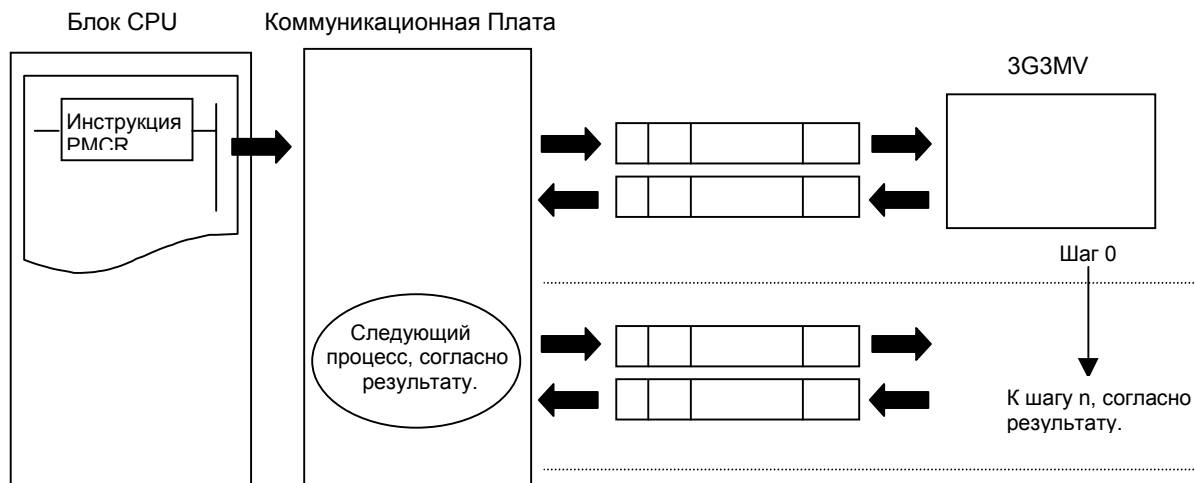 Блок CPU
Коммуникационная Плата
3G3MV
Инструкция
PMCR
Шаг 0
Следующий
процесс, согласно
результату.
К шагу n, согласно
результату.